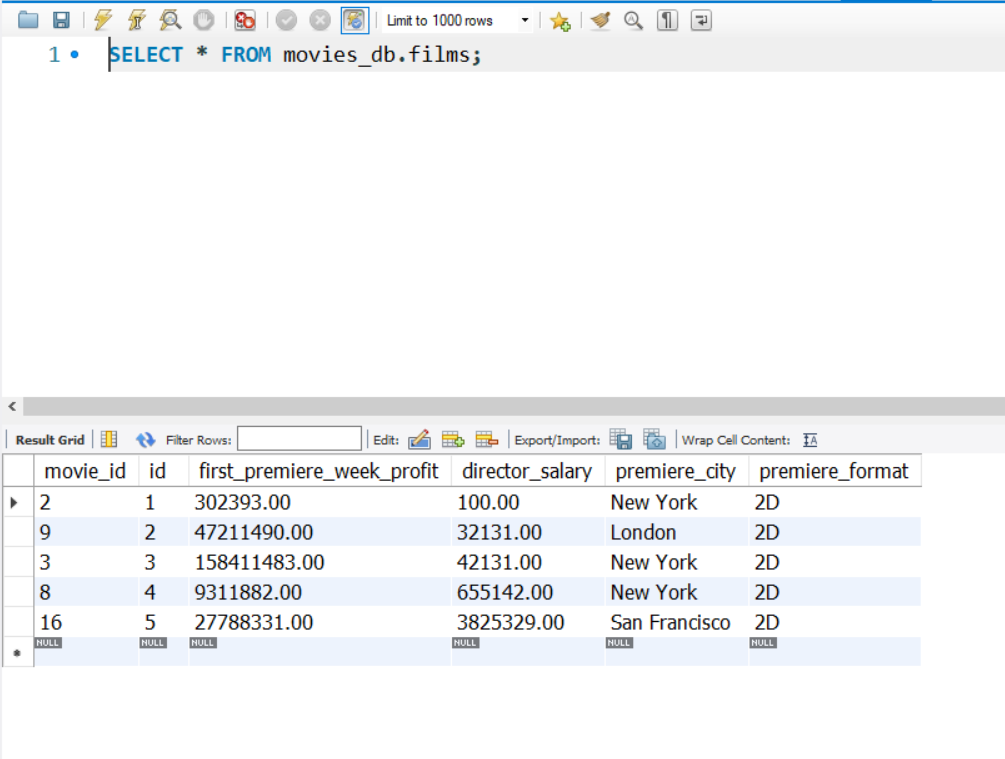 Limit to 1000 rows
1 SELECT * FROM movies_db.films;
Result Grid Filter Rows: Edit: Export/Import: Wrap Cell Content: IA
movie_id id first_premiere_week_profit director_salary premiere_city premiere_format
2 1 302393.00 100.00 New York 2D
9 2 47211490.00 32131.00 London 2D
3 3 158411483.00 42131.00 New York 2D
8 4 9311882.00 655142.00 New York 2D
16 5 27788331.00 3825329.00 San Francisco 2D
NULL NULL NULL NULL NULL NULL